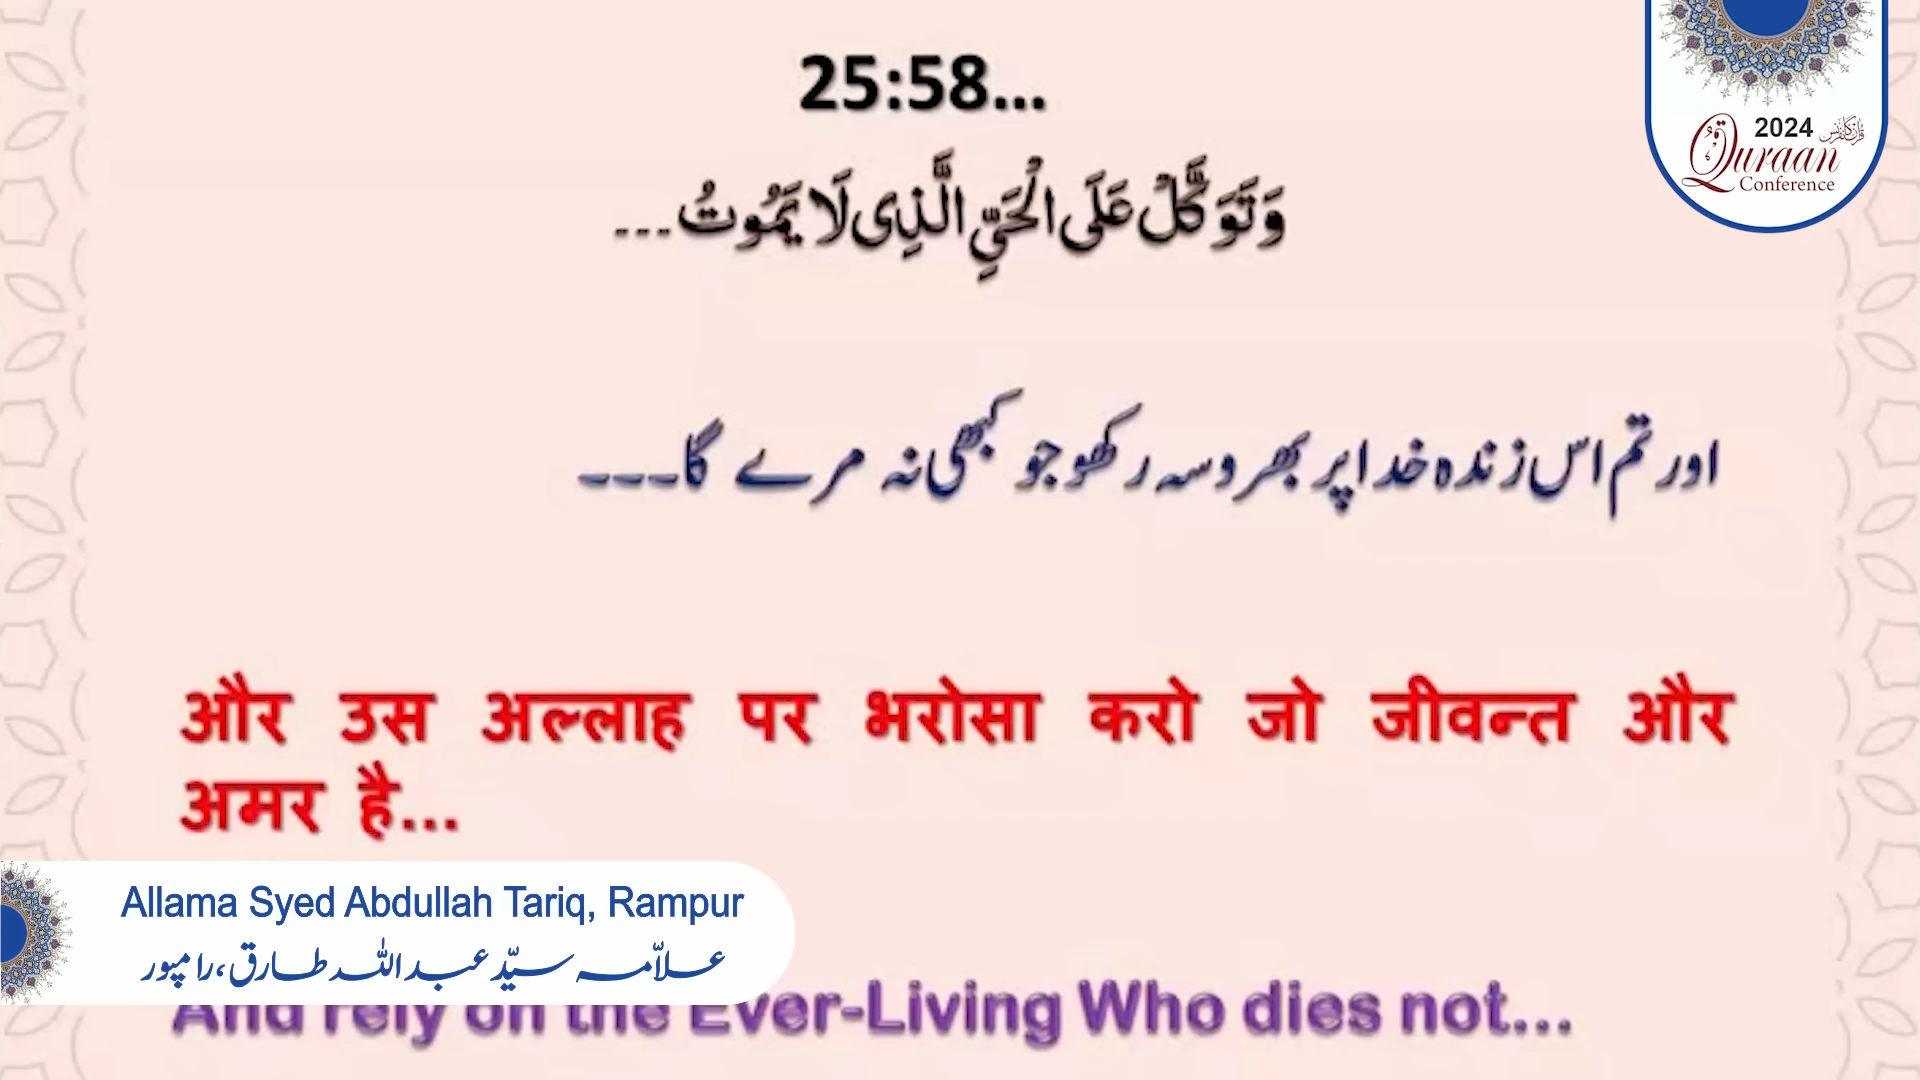 25:58...
2024 قرآن کانفرنس
Quraan
Conference
وَتَوَكَّلْ عَلَى الْحَيِّ الَّذِى لَا يَمُوتُ...
اور تم اس زندہ خدا پر بھروسہ رکھو جو کبھی نہ مرے گا۔۔۔
और उस अल्लाह पर भरोसा करो जो जीवन्त और
अमर है...
Allama Syed Abdullah Tariq, Rampur
علاّمہ سیّد عبداللہ طارق، رامپور
And rely on the Ever-Living Who dies not...